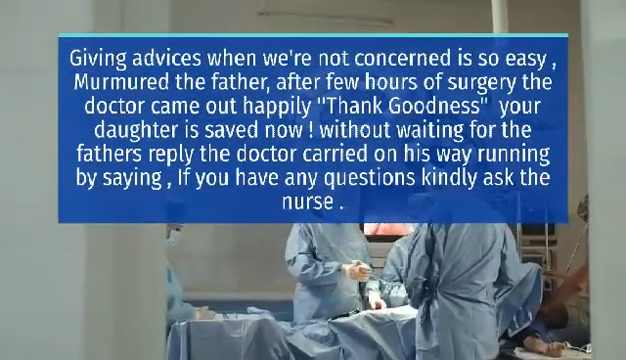 Giving advices when we're not concerned is so easy ,
Murmured the father, after few hours of surgery the
doctor came out happily "Thank Goodness" your
daughter is saved now ! without waiting for the
fathers reply the doctor carried on his way running
by saying , If you have any questions kindly ask the
nurse .